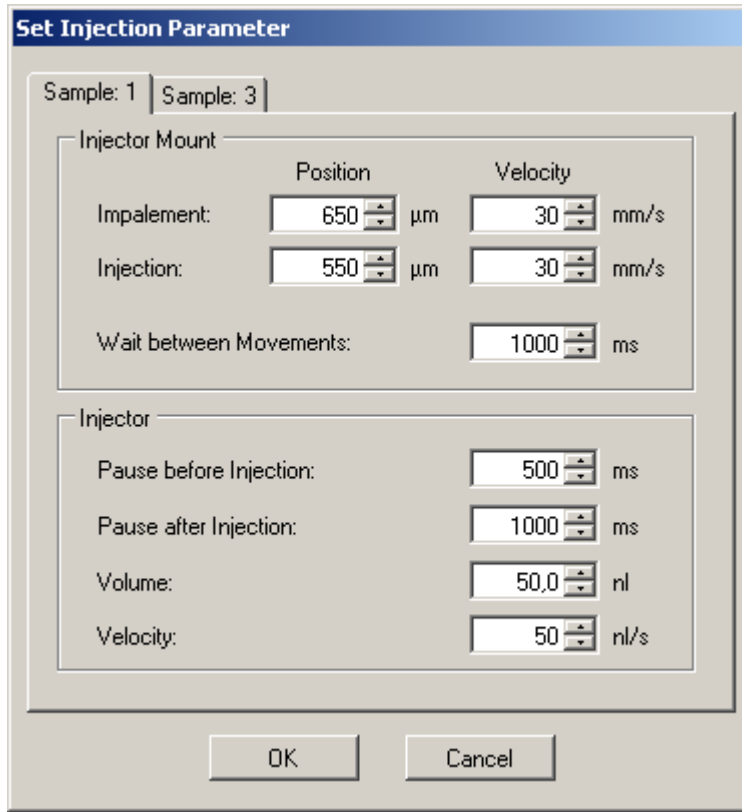 Set Injection Parameter
Sample: 1 Sample: 3
Injector Mount
Position Velocity
Impalement: 650 µm 30 mm/s
Injection: 550 µm 30 mm/s
Wait between Movements: 1000 ms
Injector
Pause before Injection: 500 ms
Pause after Injection: 1000 ms
Volume: 50,0 nl
Velocity: 50 nl/s
OK Cancel